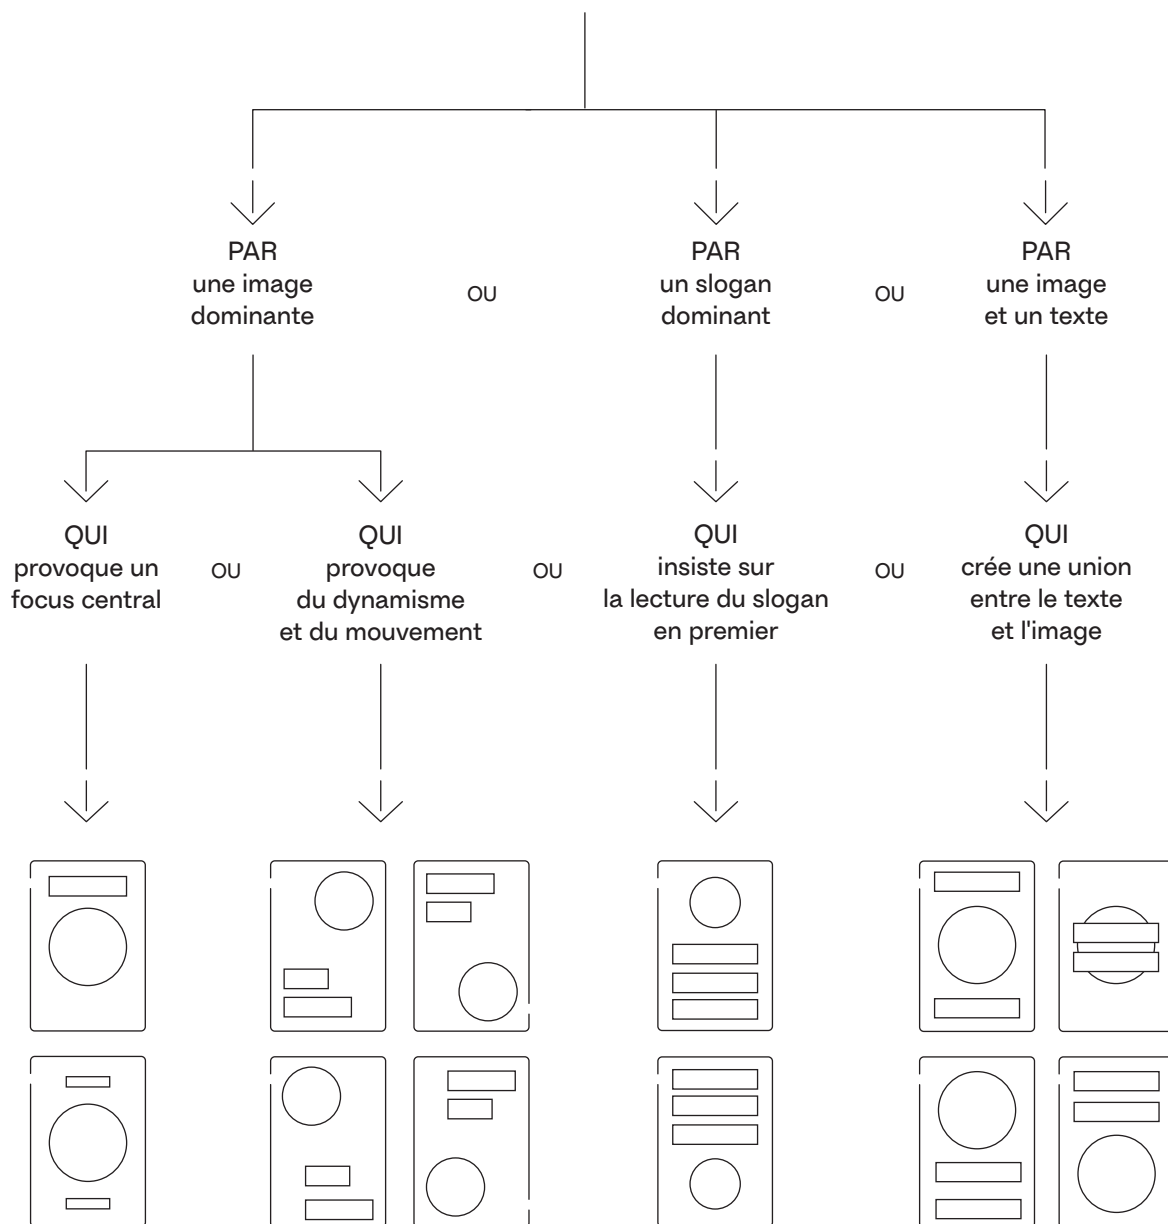 PAR
une image
dominante
OU
PAR
un slogan
dominant
OU
PAR
une image
et un texte
QUI
provoque un
focus central
OU
QUI
provoque
du dynamisme
et du mouvement
OU
QUI
insiste sur
la lecture du slogan
en premier
OU
QUI
crée une union
entre le texte
et l'image